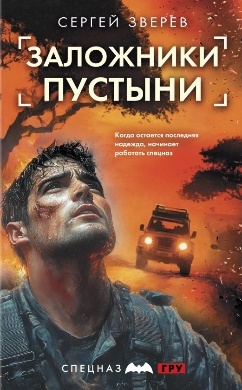 СЕРГЕЙ ЗВЕРЕВ
ЗАЛОЖНИКИ
ПУСТЫНИ
Когда остается последняя
надежда, начинает
работать спецназ
СПЕЦНАЗ ГРУ